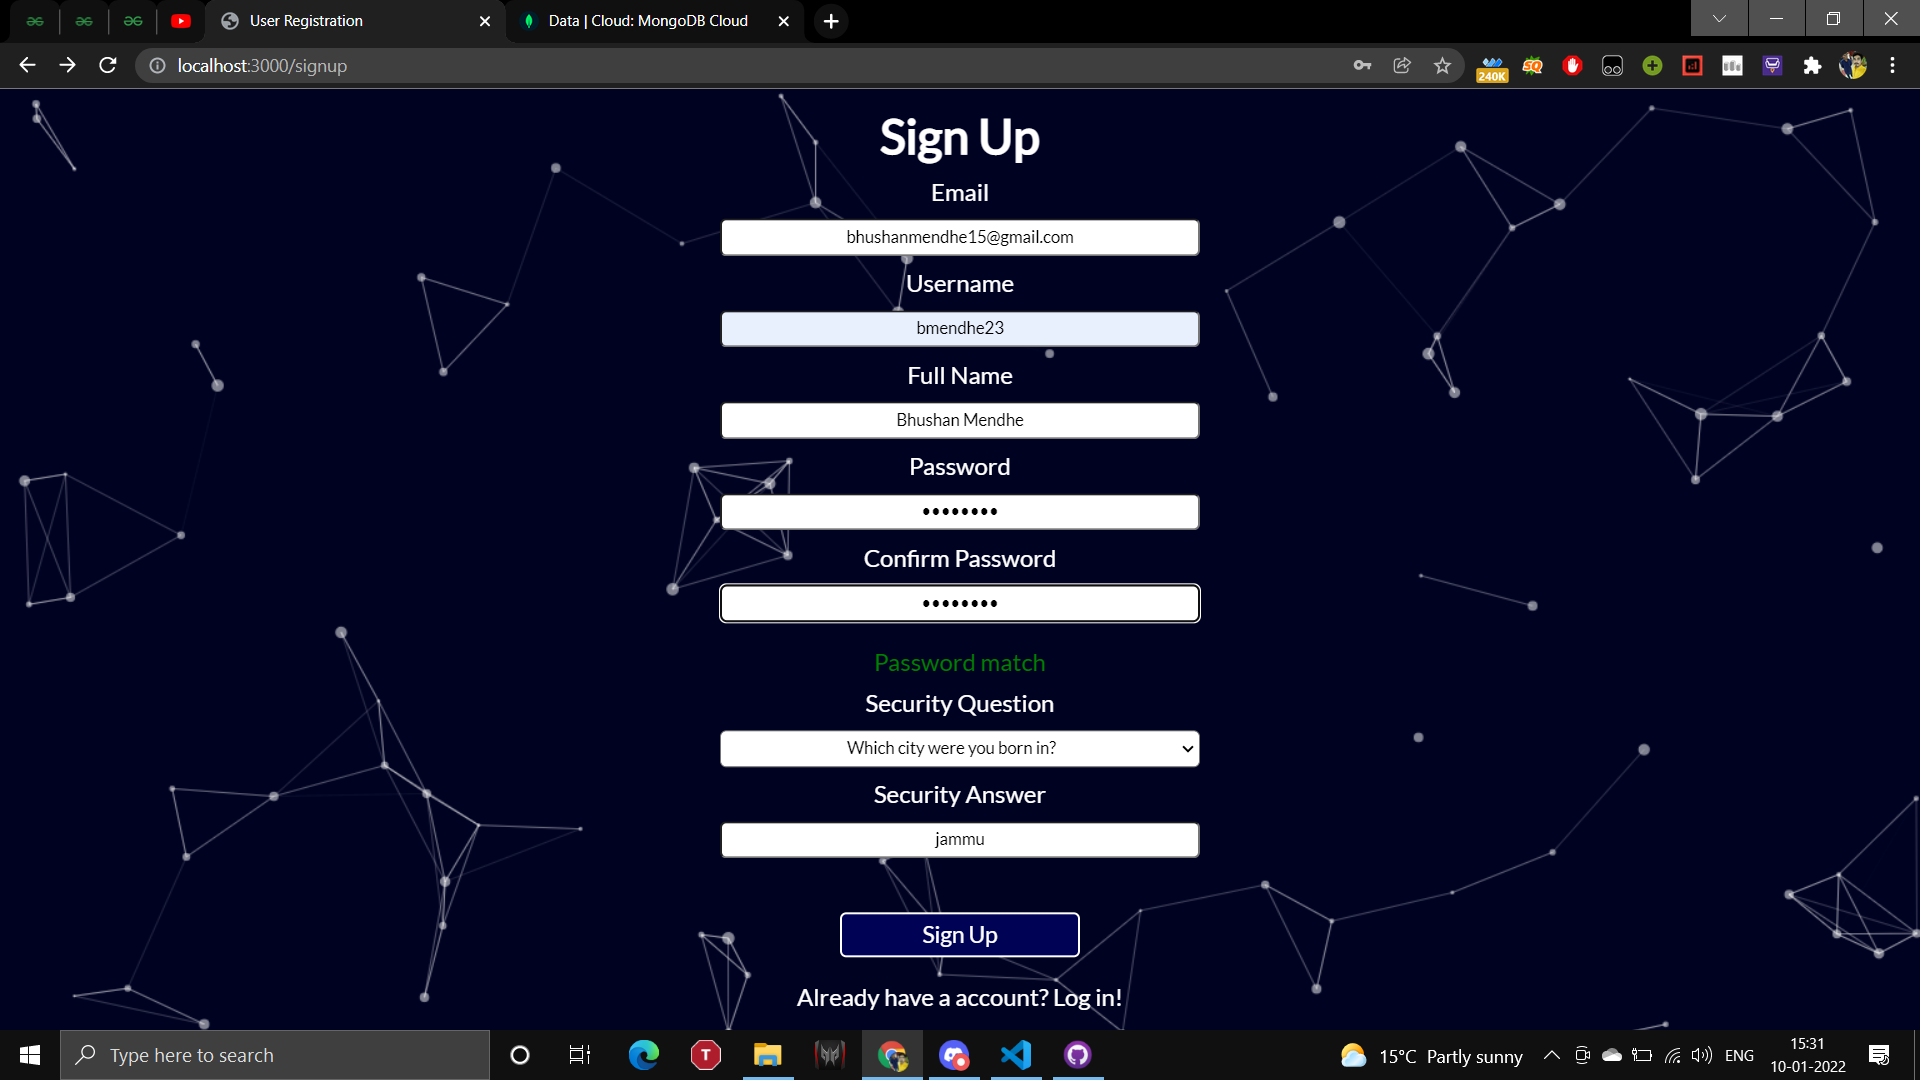 User Registration
Data | Cloud: MongoDB Cloud
localhost:3000/signup
240K
SQ
Sign Up
Email
bhushanmendhe15@gmail.com
Username
bmendhe23
Full Name
Bhushan Mendhe
Password
••••••••
Confirm Password
••••••••
Password match
Security Question
Which city were you born in?
Security Answer
jammu
Sign Up
Already have a account? Log in!
Type here to search
T
15°C Partly sunny
ENG
15:31
10-01-2022